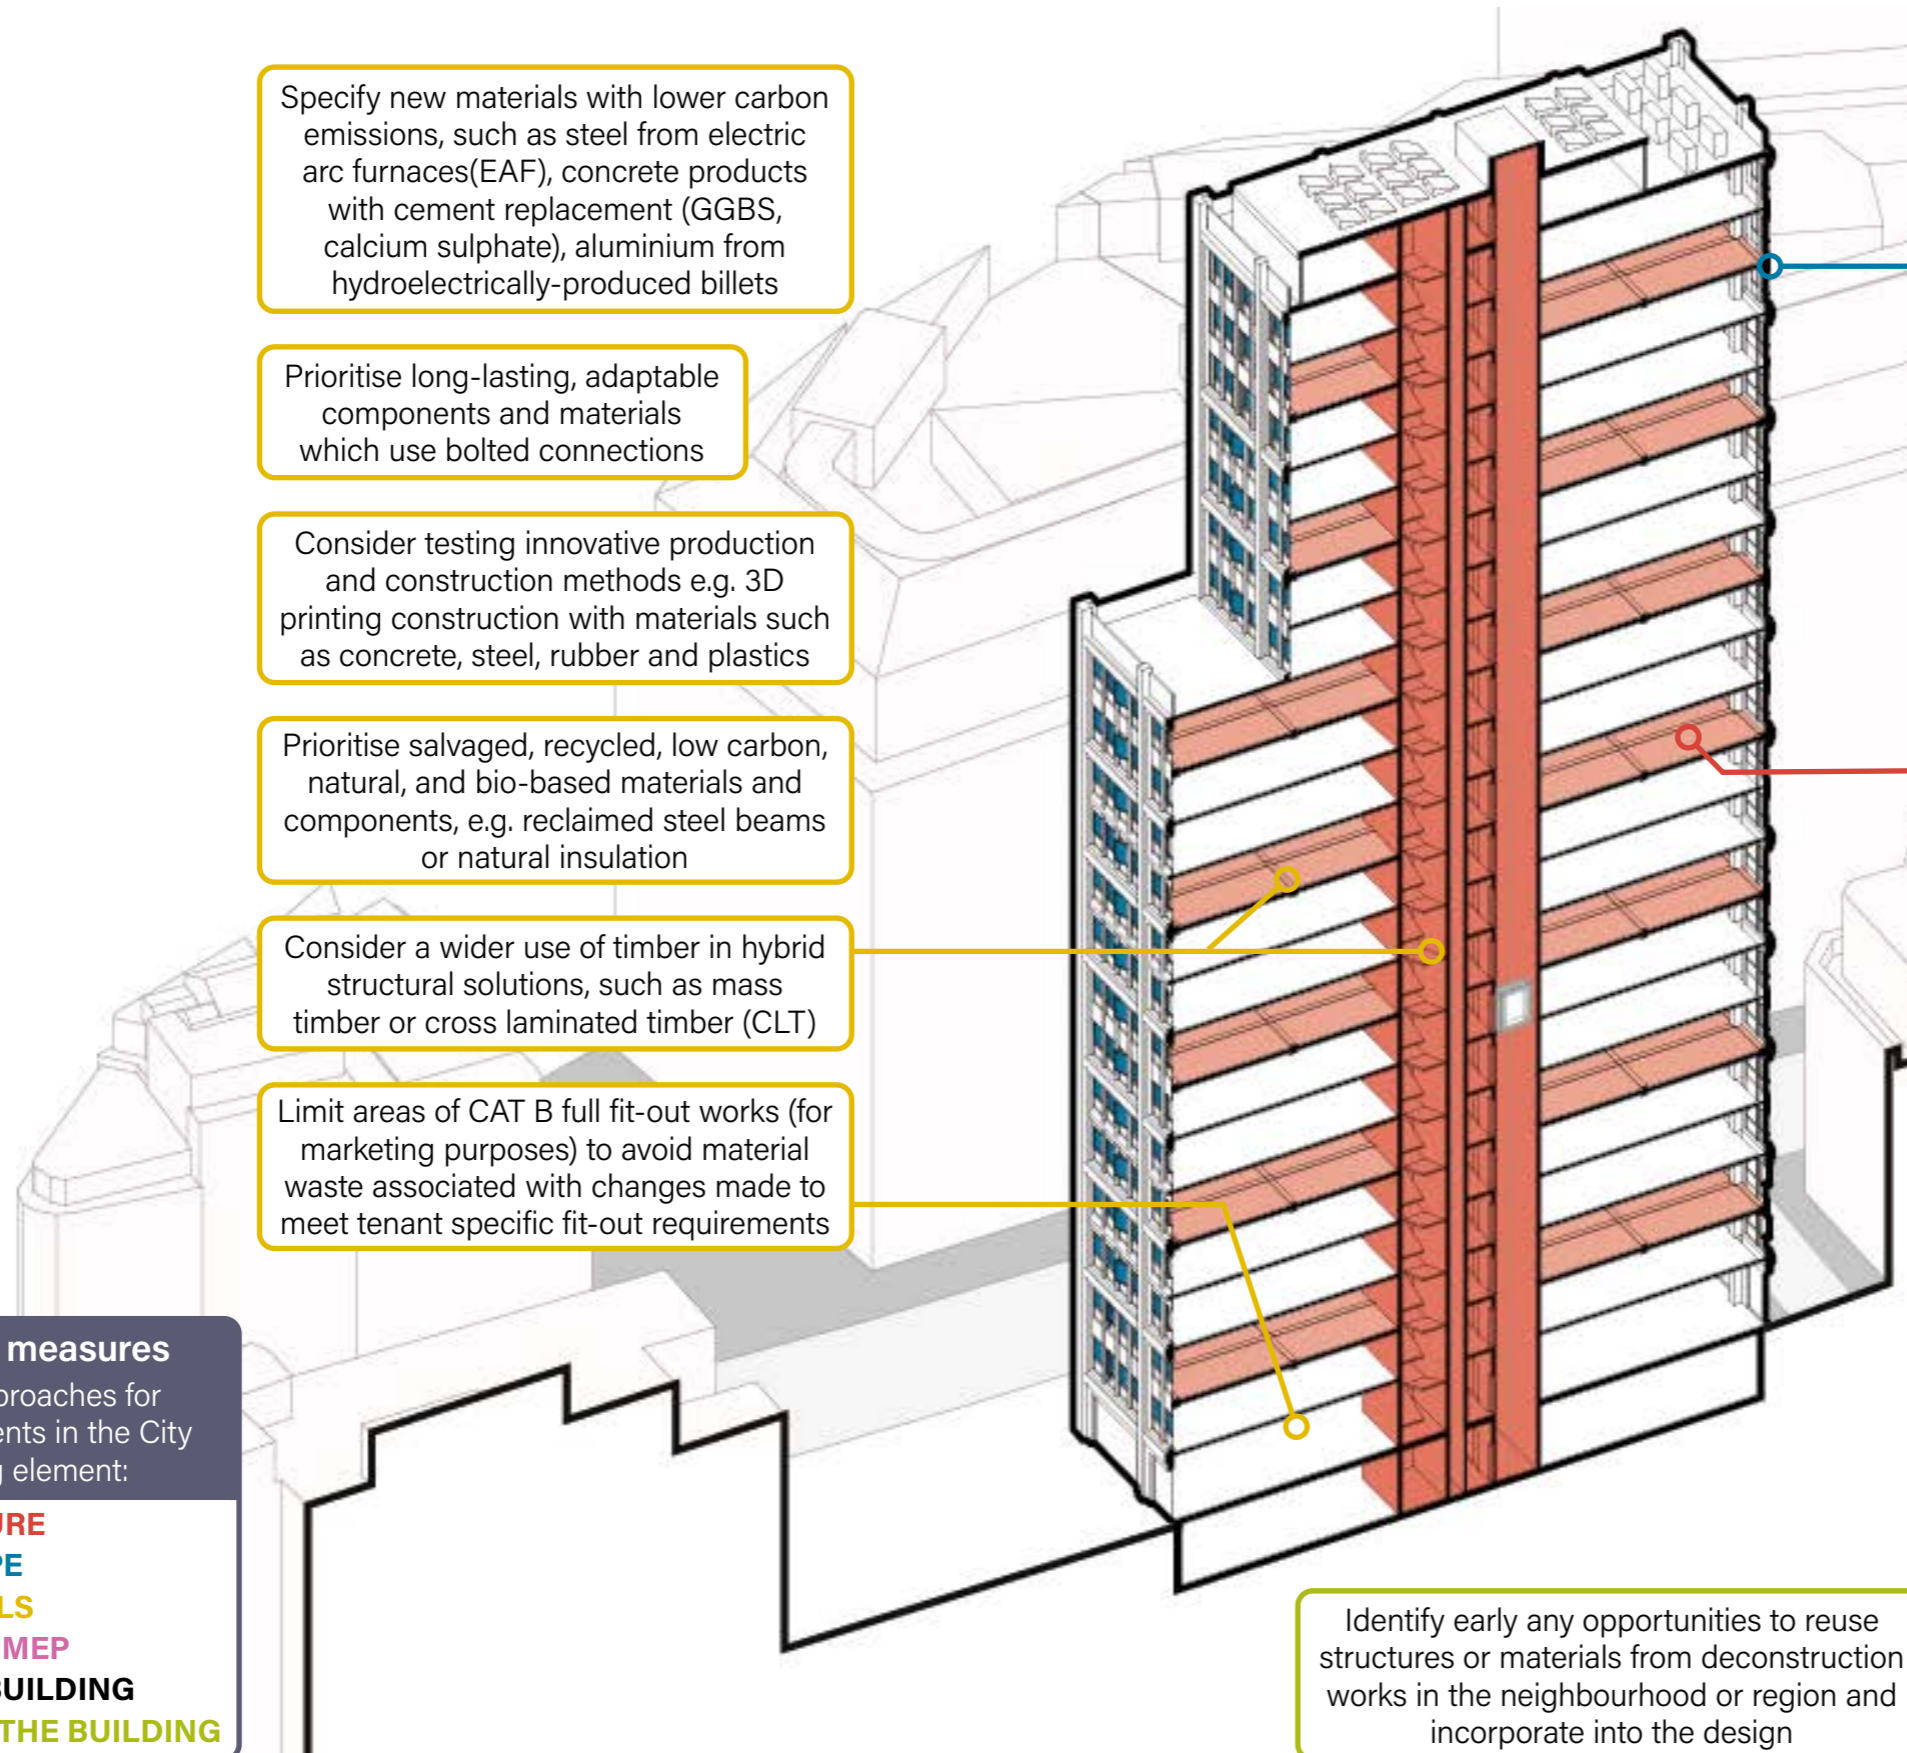 Specify new materials with lower carbon
emissions, such as steel from electric
arc furnaces(EAF), concrete products
with cement replacement (GGBS,
calcium sulphate), aluminium from
hydroelectrically-produced billets
Prioritise long-lasting, adaptable
components and materials
which use bolted connections
Consider testing innovative production
and construction methods e.g. 3D
printing construction with materials such
as concrete, steel, rubber and plastics
Prioritise salvaged, recycled, low carbon,
natural, and bio-based materials and
components, e.g. reclaimed steel beams
or natural insulation
Consider a wider use of timber in hybrid
structural solutions, such as mass
timber or cross laminated timber (CLT)
Limit areas of CAT B full fit-out works (for
marketing purposes) to avoid material
waste associated with changes made to
meet tenant specific fit-out requirements
measures
proaches for
ents in the City
g element:
URE
PE
LS
MEP
BUILDING
THE BUILDING
Identify early any opportunities to reuse
structures or materials from deconstruction
works in the neighbourhood or region and
incorporate into the design